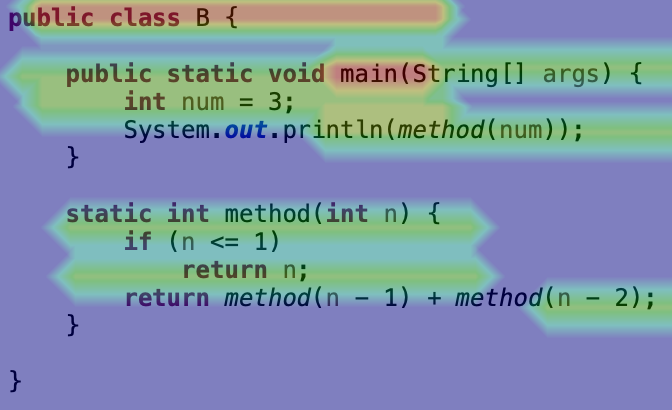 public class B {
public static void main(String[] args) {
int num = 3;
System.out.println(method(num));
}
static int method(int n) {
if (n <= 1)
return n;
return method(n - 1) + method(n - 2);
}
}